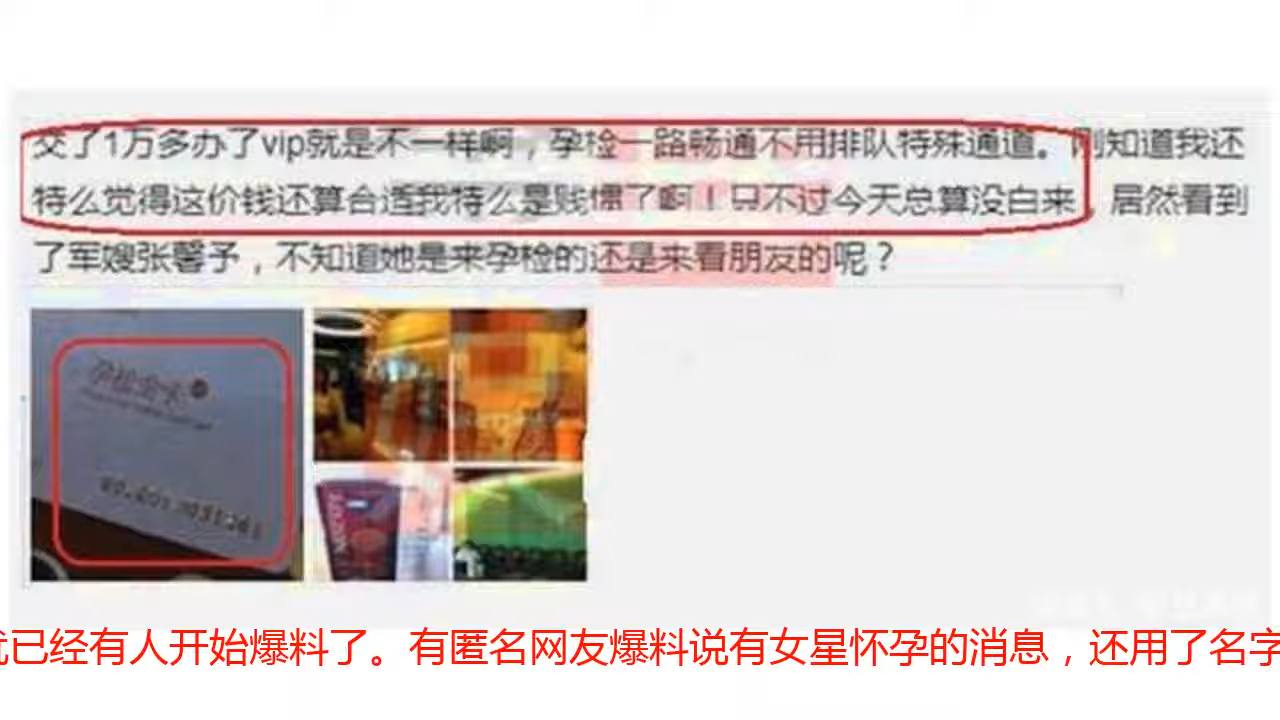 交了1万多办了vip就是不一样啊，孕检一路畅通不用排队特殊通道。刚知道我还
特么觉得这价钱还算合适我特么是贱惯了啊！只不过今天总算没白来，居然看到
了军嫂张馨予，不知道她是来孕检的还是来看朋友的呢？
就已经有人开始爆料了。有匿名网友爆料说有女星怀孕的消息，还用了名字